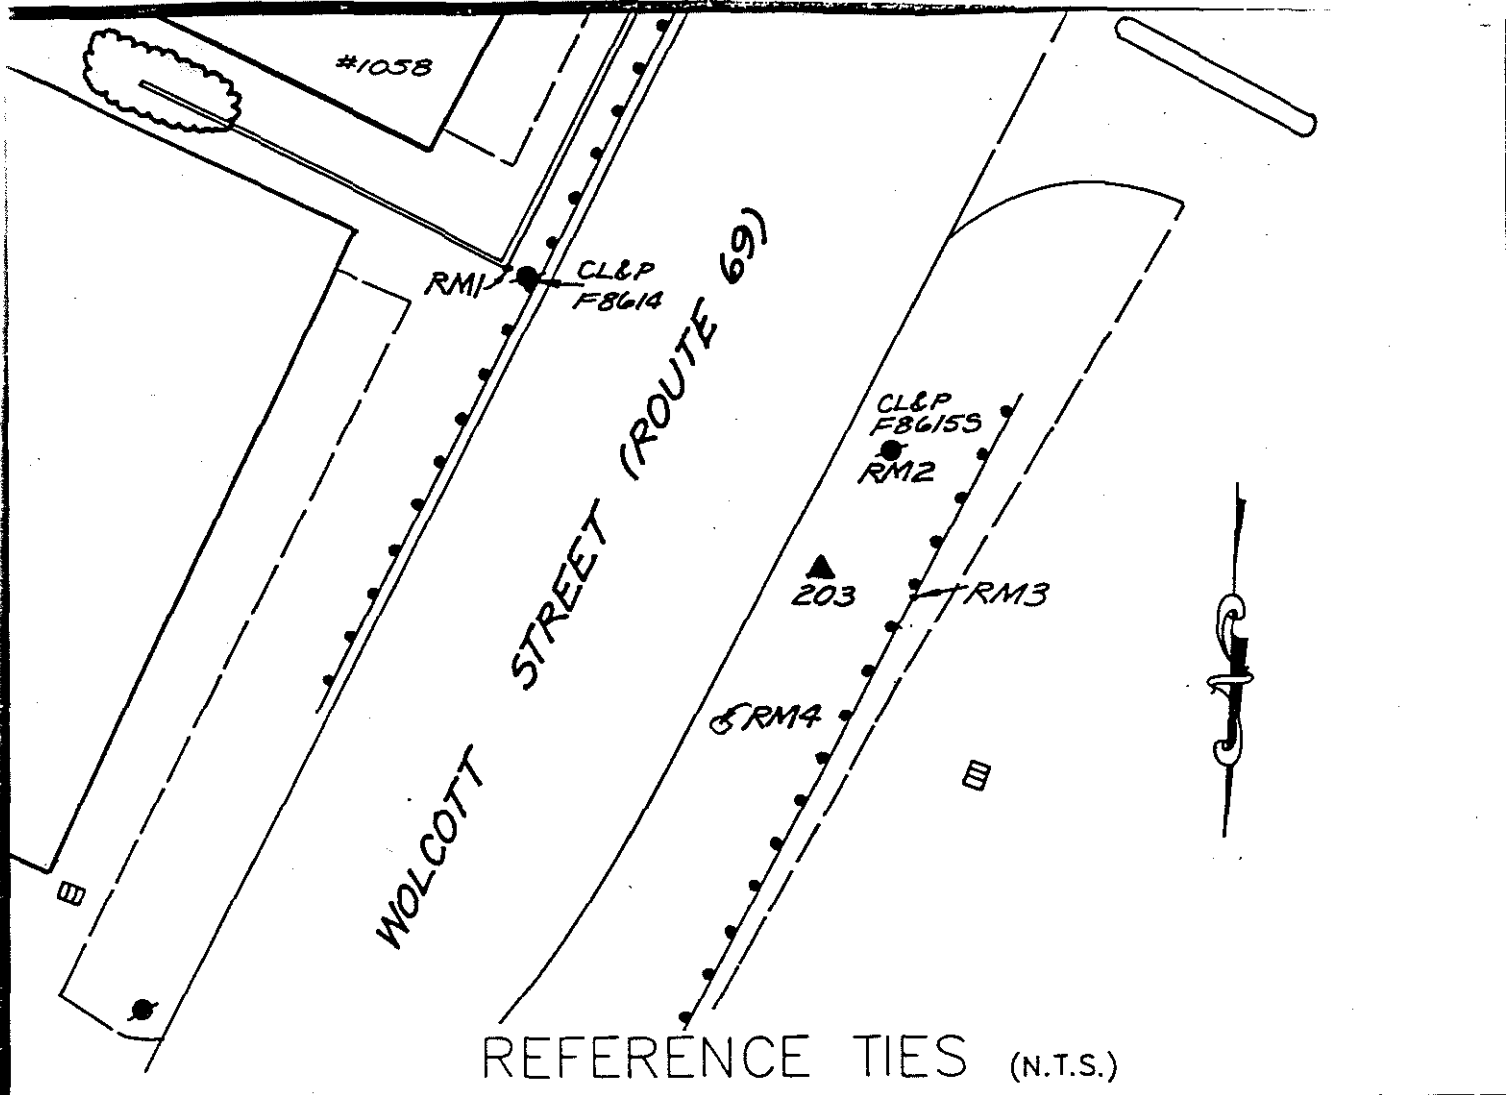 #1058
RM1
CL&P
F8614
WOLCOTT STREET (ROUTE 69)
CL&P
F8615S
RM2
203
RM3
RM4
REFERENCE TIES (N.T.S.)